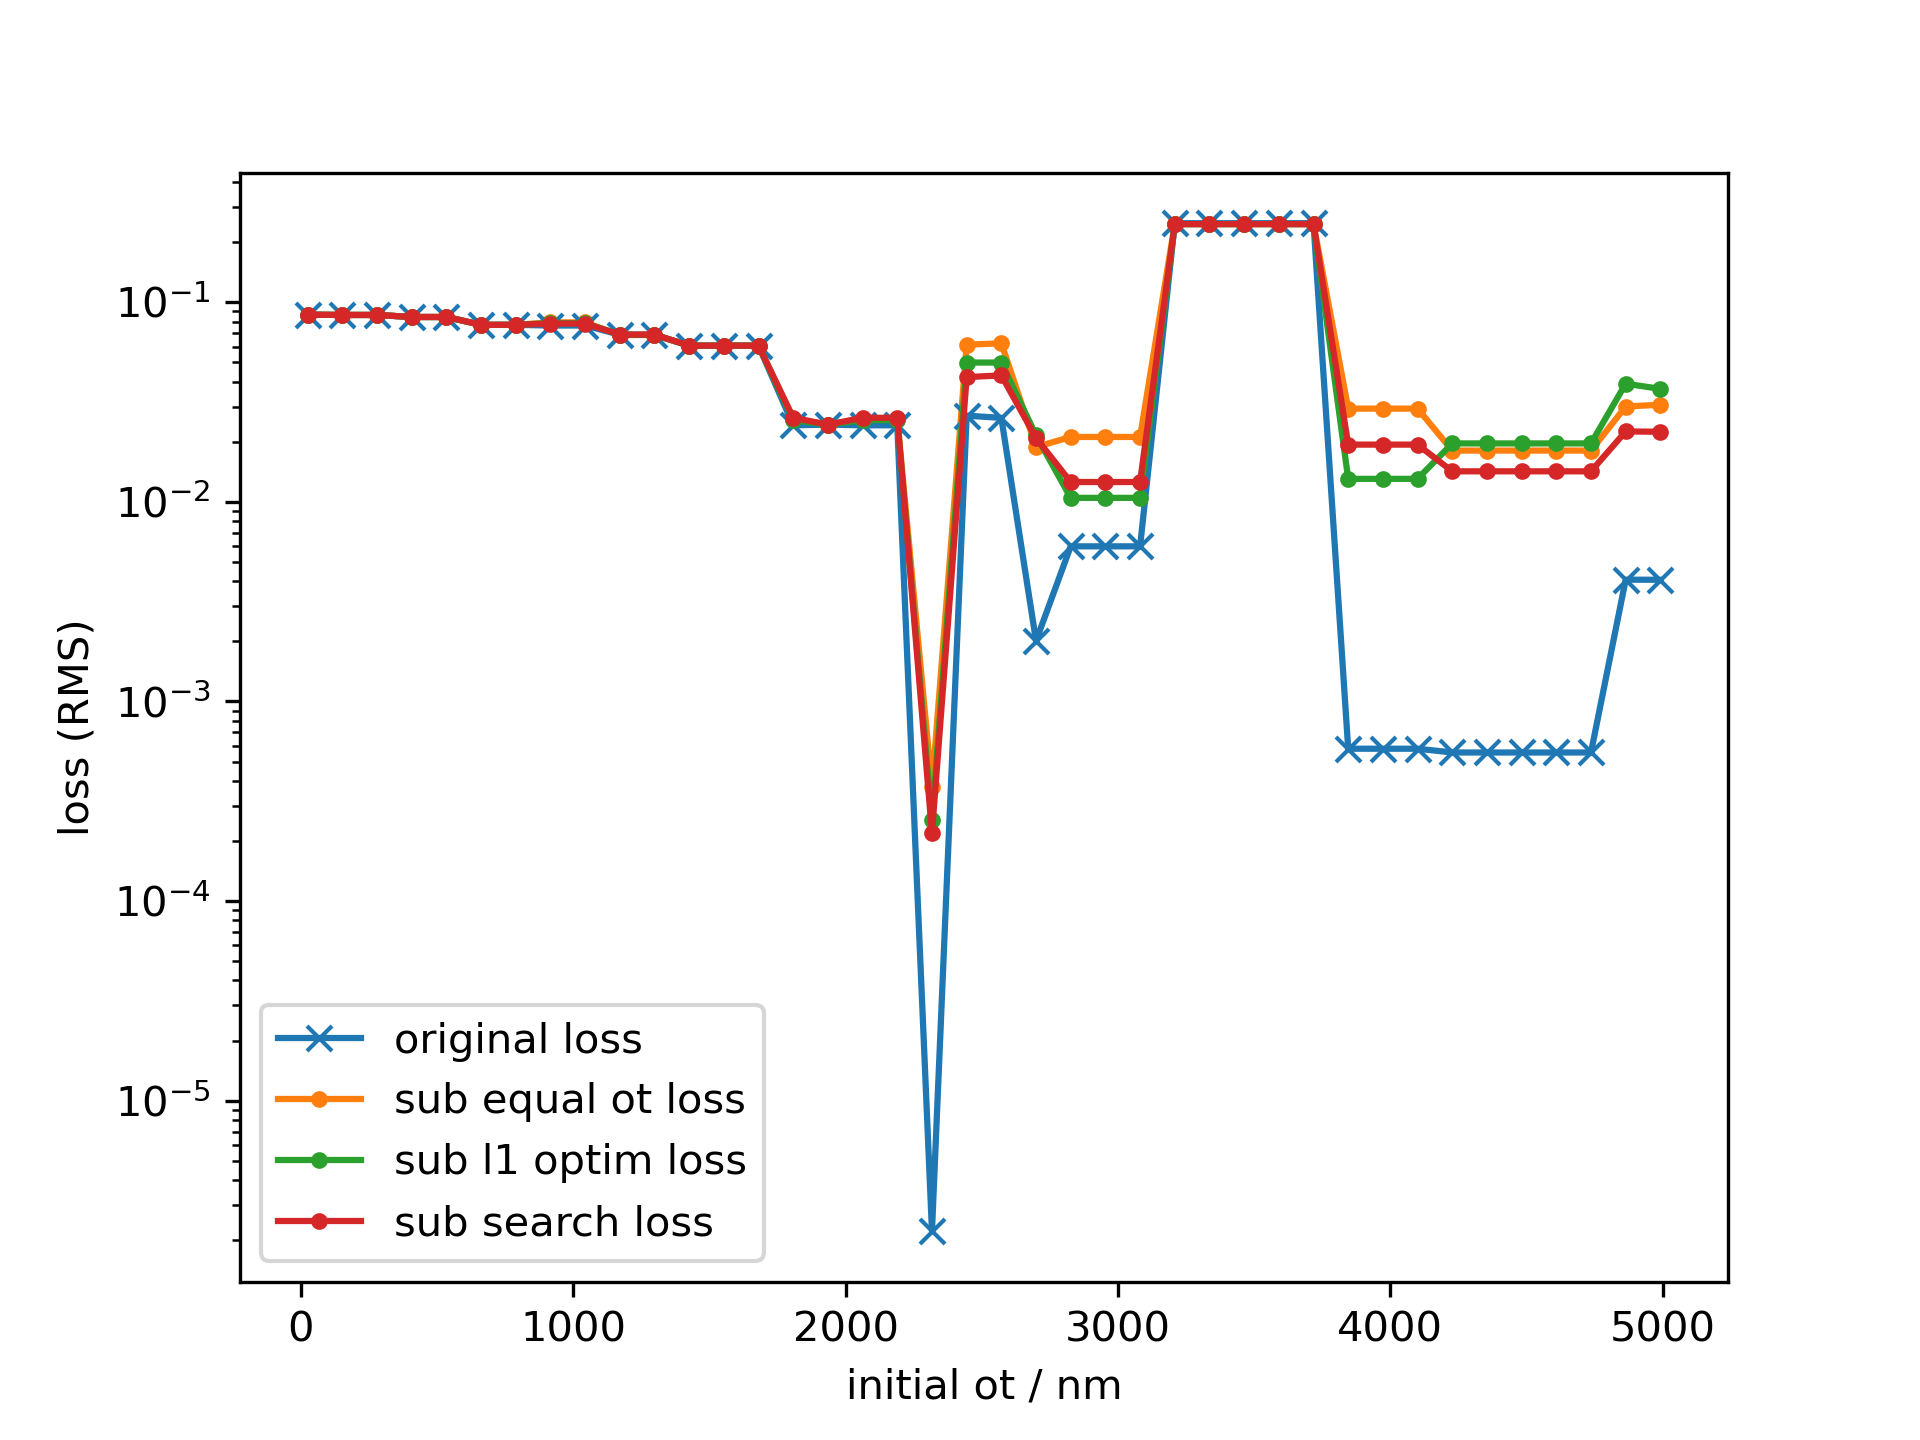 loss (RMS)
10⁻¹
10⁻²
10⁻³
10⁻⁴
10⁻⁵
original loss
sub equal ot loss
sub l1 optim loss
sub search loss
0 1000 2000 3000 4000 5000
initial ot / nm